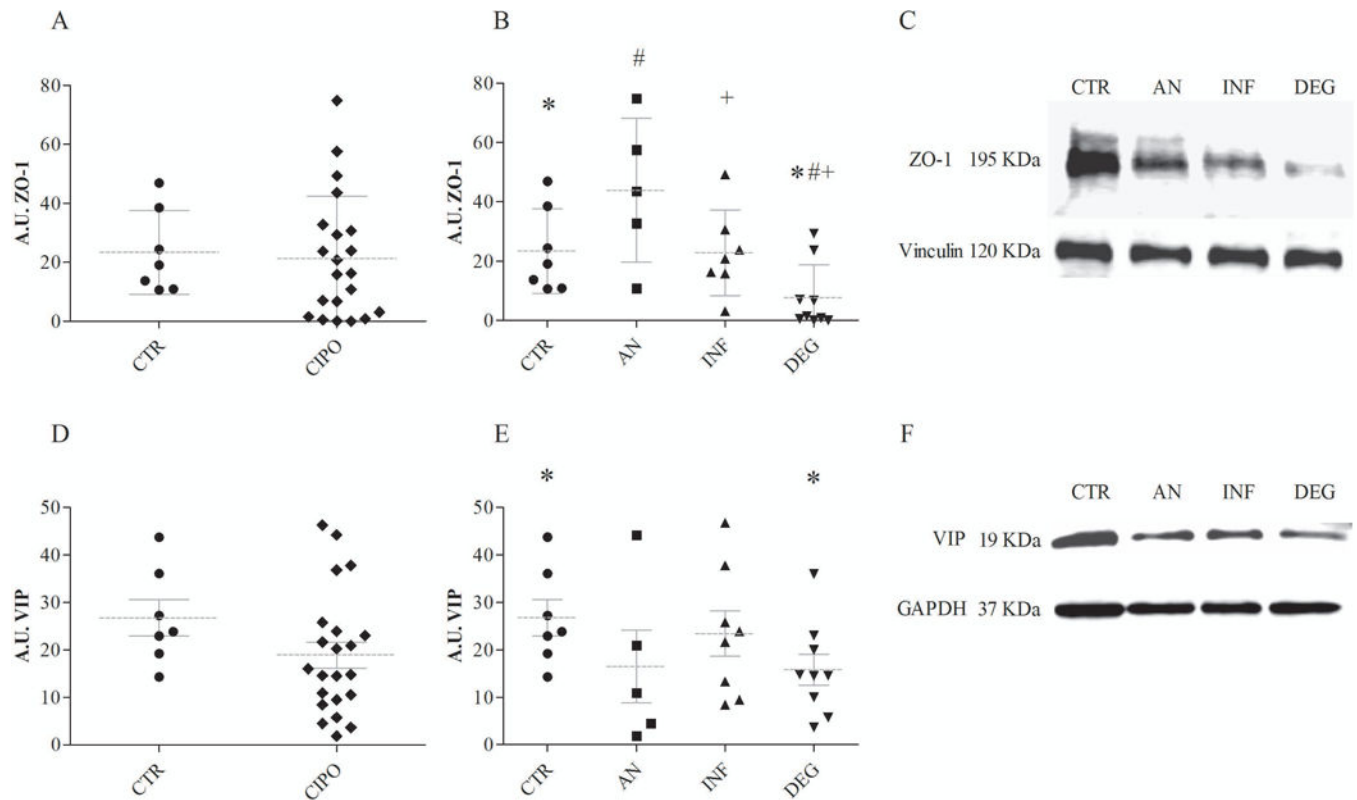 A
B
C
80
60
40
20
0
A.U. ZO-1
CTR
CIPO
80
60
40
20
0
A.U. ZO-1
*
#
+
*#+
CTR
AN
INF
DEG
CTR AN INF DEG
ZO-1 195 KDa
Vinculin 120 KDa
D
E
F
50
40
30
20
10
0
A.U. VIP
CTR
CIPO
50
40
30
20
10
0
A.U. VIP
*
*
CTR
AN
INF
DEG
CTR AN INF DEG
VIP 19 KDa
GAPDH 37 KDa